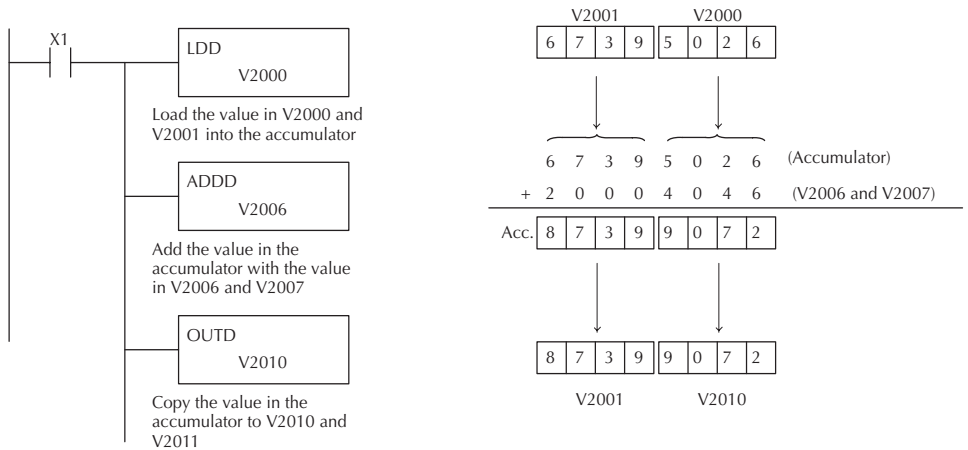 X1
LDD
V2000
Load the value in V2000 and
V2001 into the accumulator
ADDD
V2006
Add the value in the
accumulator with the value
in V2006 and V2007
OUTD
V2010
Copy the value in the
accumulator to V2010 and
V2011
V2001 V2000
6 7 3 9 5 0 2 6
6 7 3 9 5 0 2 6 (Accumulator)
+ 2 0 0 0 4 0 4 6 (V2006 and V2007)
Acc. 8 7 3 9 9 0 7 2
8 7 3 9 9 0 7 2
V2001 V2010